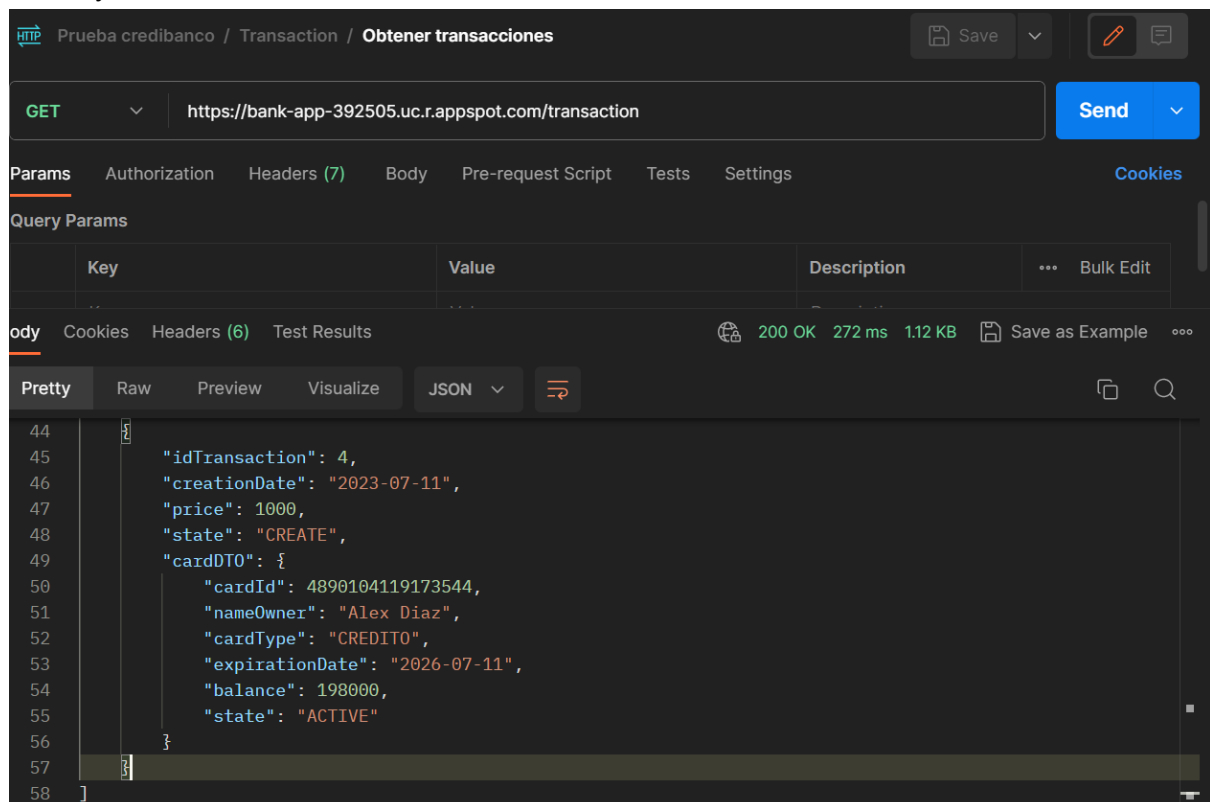 HTTP Prueba credibanco / Transaction / Obtener transacciones Save
GET https://bank-app-392505.uc.r.appspot.com/transaction Send
Params Authorization Headers (7) Body Pre-request Script Tests Settings Cookies
Query Params
Key Value Description Bulk Edit
ody Cookies Headers (6) Test Results 200 OK 272 ms 1.12 KB Save as Example
Pretty Raw Preview Visualize JSON
44 {
45 "idTransaction": 4,
46 "creationDate": "2023-07-11",
47 "price": 1000,
48 "state": "CREATE",
49 "cardDTO": {
50 "cardId": 4890104119173544,
51 "nameOwner": "Alex Diaz",
52 "cardType": "CREDITO",
53 "expirationDate": "2026-07-11",
54 "balance": 198000,
55 "state": "ACTIVE"
56 }
57 }
58 ]